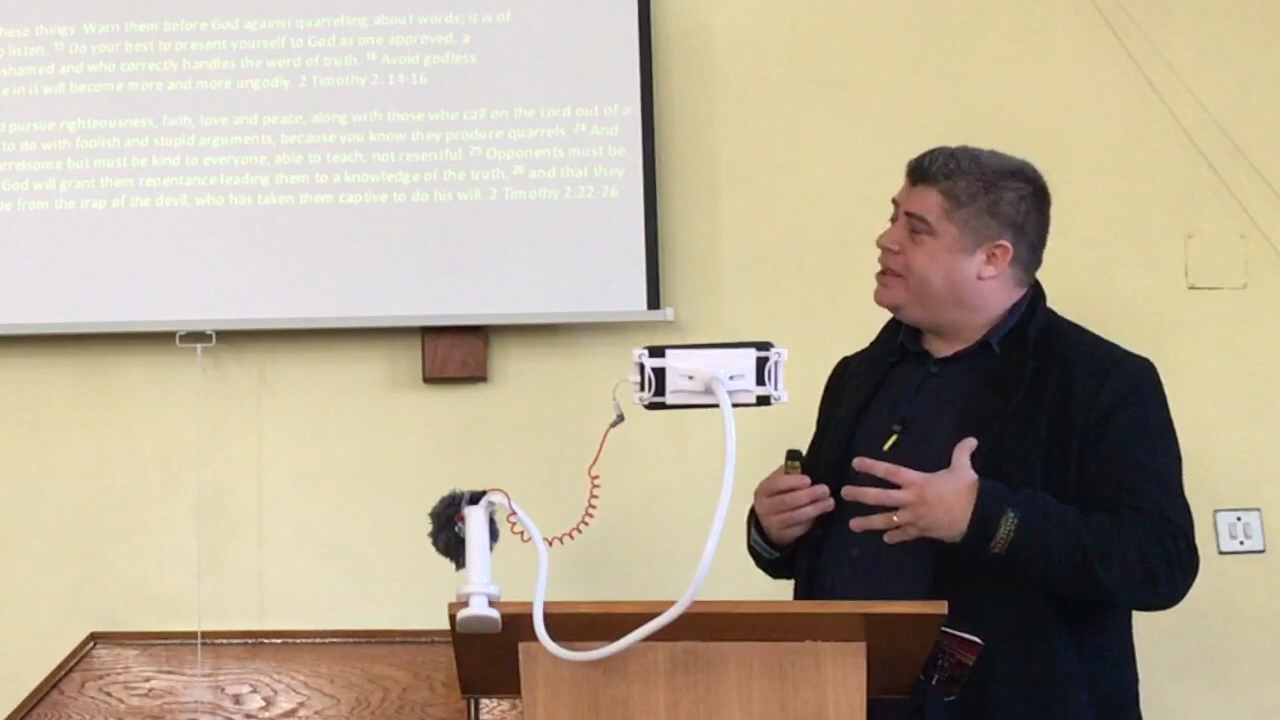 these things. Warn them before God against quarrelling about words; it is of
o listen. 15 Do your best to present yourself to God as one approved, a
shamed and who correctly handles the word of truth. 16 Avoid godless
e in it will become more and more ungodly. 2 Timothy 2.14-16
d pursue righteousness, faith, love and peace, along with those who call on the Lord out of a
to do with foolish and stupid arguments, because you know they produce quarrels. 24 And
rrelsome but must be kind to everyone, able to teach, not resentful. 25 Opponents must be
God will grant them repentance leading them to a knowledge of the truth, 26 and that they
pe from the trap of the devil, who has taken them captive to do his will. 2 Timothy 2:22-26